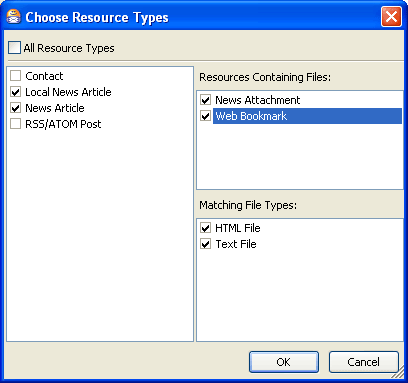 Choose Resource Types
All Resource Types
Contact
Local News Article
News Article
RSS/ATOM Post
Resources Containing Files:
News Attachment
Web Bookmark
Matching File Types:
HTML File
Text File
OK
Cancel